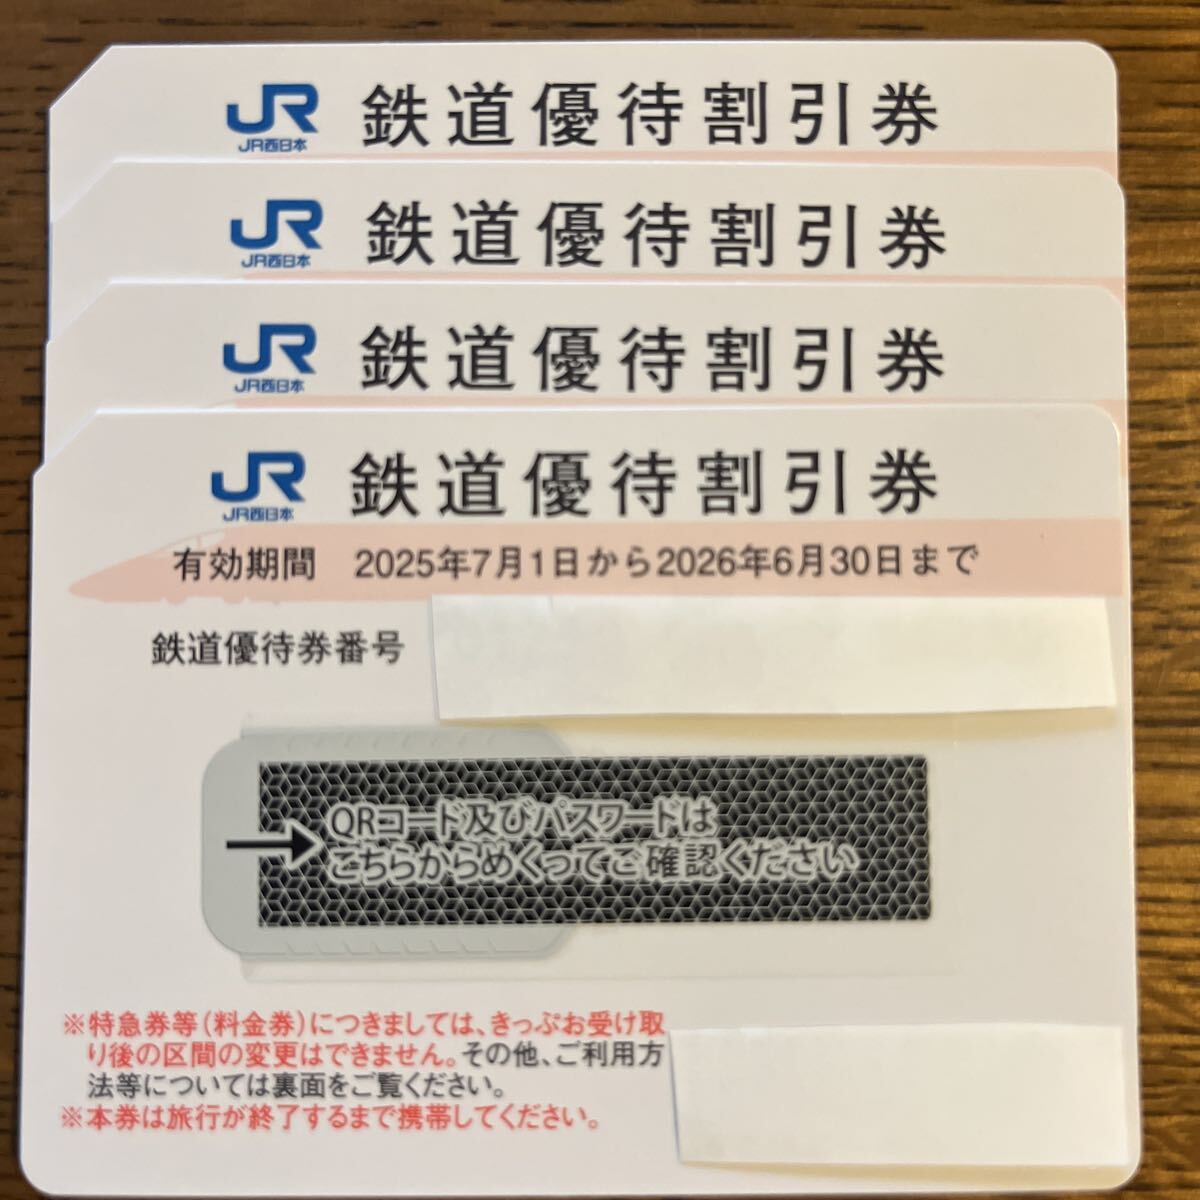 JR 鉄道優待割引券
JR西日本
JR 鉄道優待割引券
JR西日本
JR 鉄道優待割引券
JR西日本
JR 鉄道優待割引券
JR西日本
有効期間 2025年7月1日から2026年6月30日まで
鉄道優待券番号
QRコード及びパスワードは
こちらからめくってご確認ください
※特急券等(料金券)につきましては、きっぷお受け取
り後の区間の変更はできません。その他、ご利用方
法等については裏面をご覧ください。
※本券は旅行が終了するまで携帯してください。